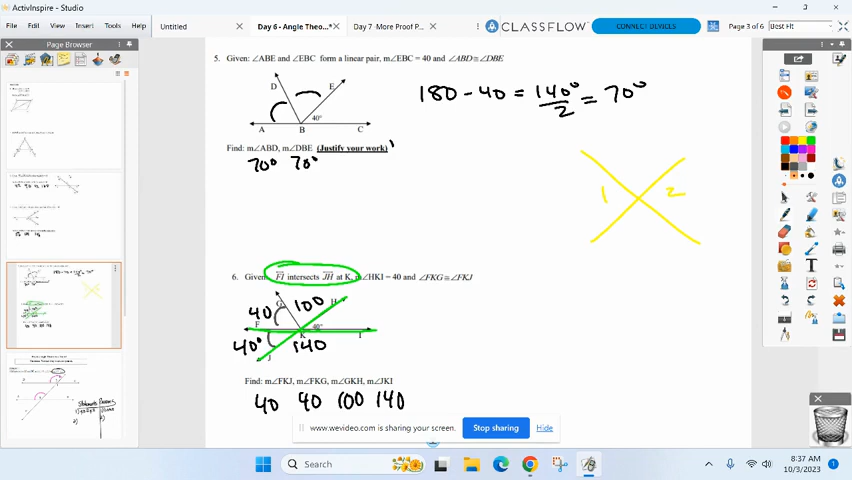 ActivInspire - Studio
File Edit View Insert Tools Help
Untitled
Day 6 - Angle Theo...*
Day 7 -More Proof P...
CLASSFLOW
CONNECT DEVICES
Page 3 of 6
Best Fit
Page Browser
5. Given: ∠ABE and ∠EBC form a linear pair, m∠EBC = 40 and ∠ABD≅∠DBE
D E
40°
A B C
180 - 40 = 140° = 70°
2
Find: m∠ABD, m∠DBE (Justify your work)
70° 70°
1 2
6. Given: FI intersects JH at K, m∠HKI = 40 and ∠FKG≅∠FKJ
G 100 H
40
F 40°
K I
40° 140
J
Find: m∠FKJ, m∠FKG, m∠GKH, m∠JKI
40 40 100 140
Statements Reasons
www.wevideo.com is sharing your screen.
Stop sharing
Hide
Search
8:37 AM
10/3/2023